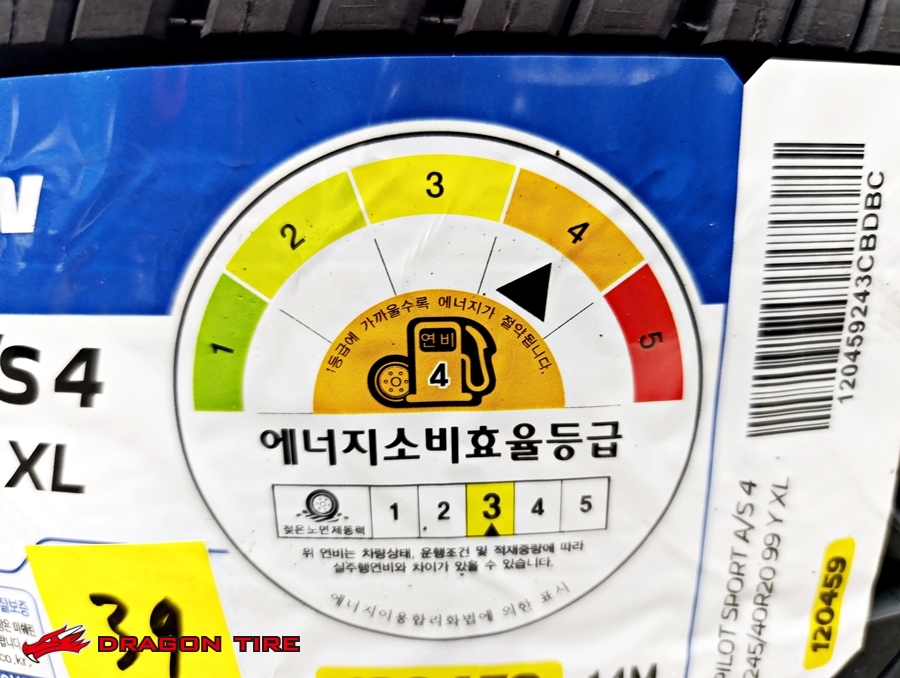 1
2
3
4
5
1등급에 가까울수록 에너지가 절약됩니다.
연비
4
에너지소비효율등급
젖은노면제동력 1 2 3 4 5
위 연비는 차량상태, 운행조건 및 적재중량에 따라
실주행연비와 차이가 있을 수 있습니다.
에너지이용합리화법에 의한 표시
/S 4
XL
39
DRAGON TIRE
120459243CBDBC
PILOT SPORT A/S 4
245/40R20 99 Y XL
120459